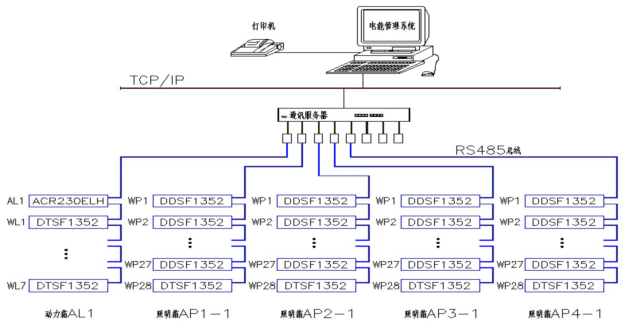 打印机
电能管理系统
TCP/IP
通讯服务器
RS485总线
AL1 ACR230ELH WP1 DDSF1352 WP1 DDSF1352 WP1 DDSF1352 WP1 DDSF1352
WL1 DTSF1352 WP2 DDSF1352 WP2 DDSF1352 WP2 DDSF1352 WP2 DDSF1352
WP27 DDSF1352 WP27 DDSF1352 WP27 DDSF1352 WP27 DDSF1352
WL7 DTSF1352 WP28 DTSF1352 WP28 DTSF1352 WP28 DTSF1352 WP28 DTSF1352
动力箱AL1 照明箱AP1-1 照明箱AP2-1 照明箱AP3-1 照明箱AP4-1